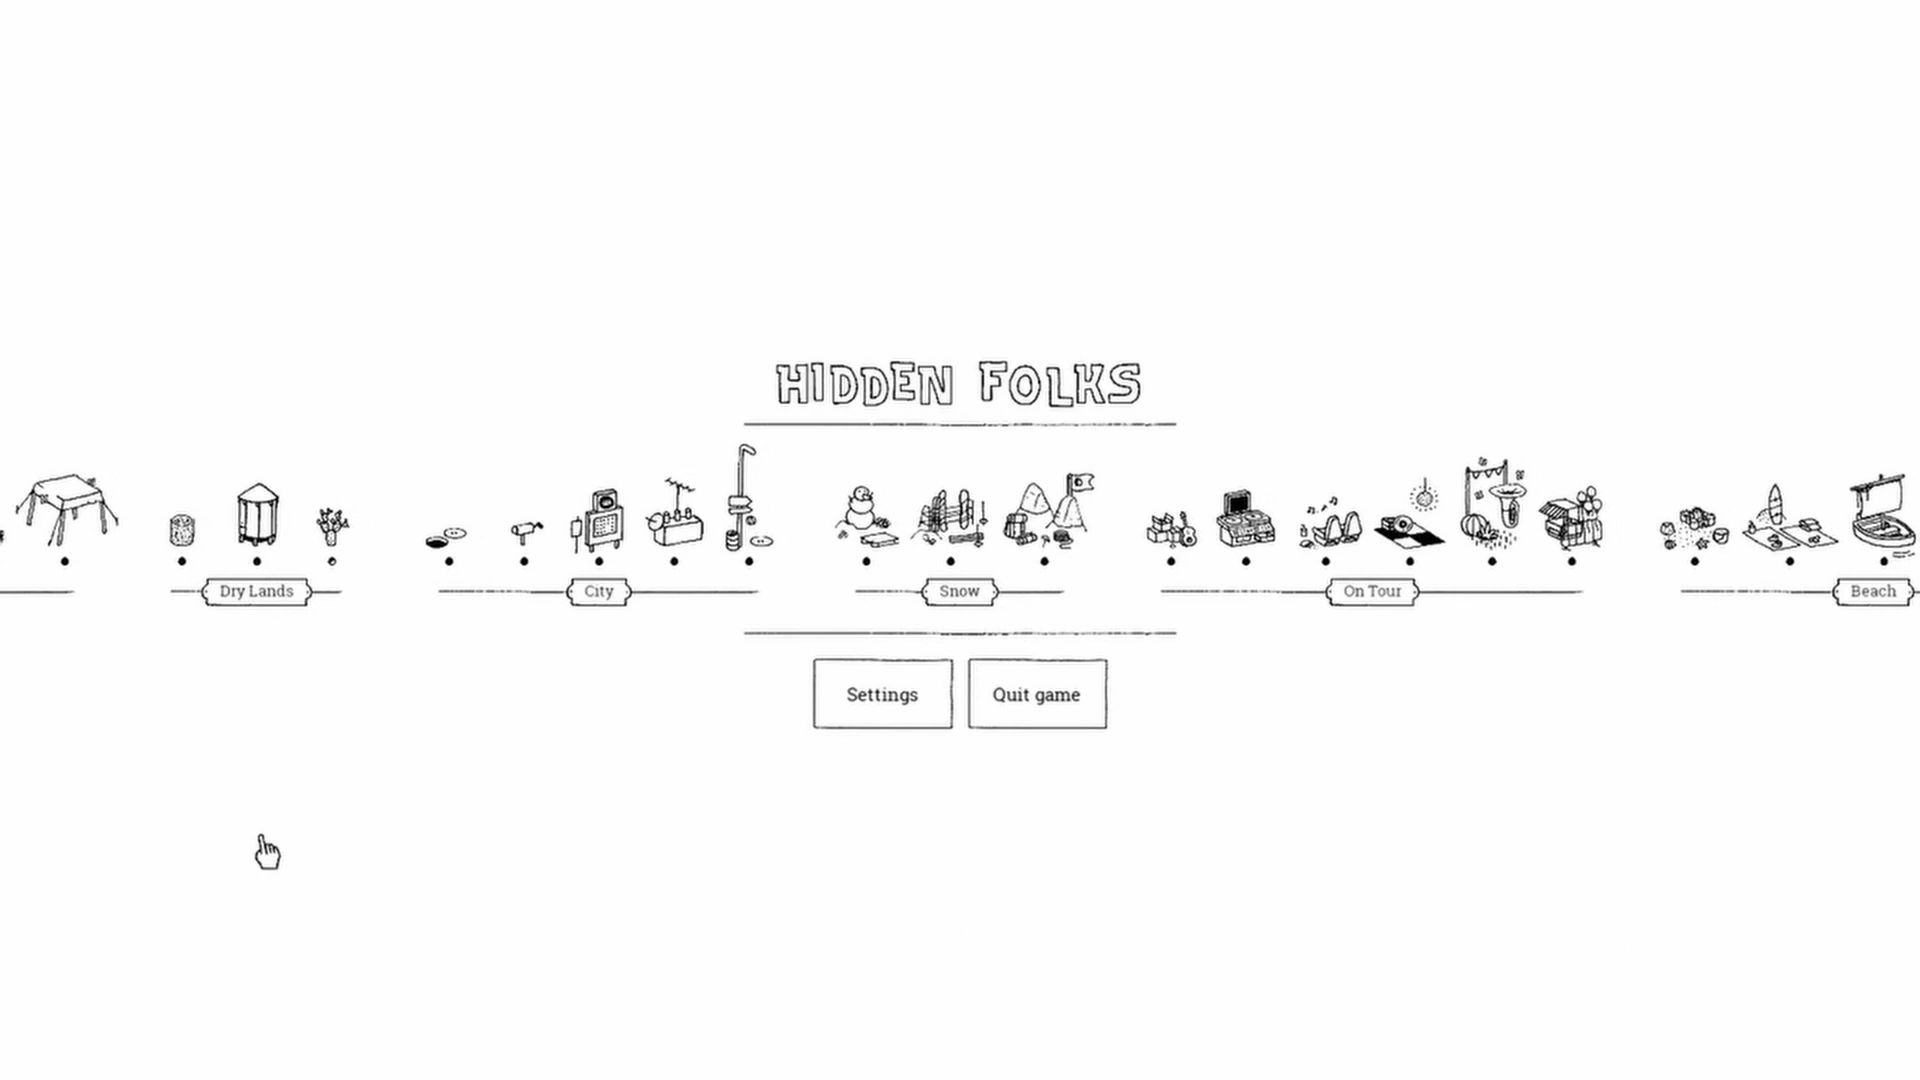 HIDDEN FOLKS
Dry Lands
City
Snow
On Tour
Beach
Settings
Quit game